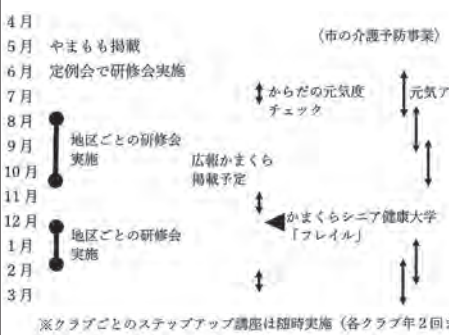 4月
5月 やまもも掲載
（市の介護予防事業）
6月 定例会で研修会実施
7月
からだの元気度
チェック
元気ア
8月
9月
10月
地区ごとの研修会
実施
広報かまくら
掲載予定
11月
12月
かまくらシニア健康大学
「フレイル」
1月
2月
地区ごとの研修会
実施
3月
※クラブごとのステップアップ講座は随時実施（各クラブ年2回